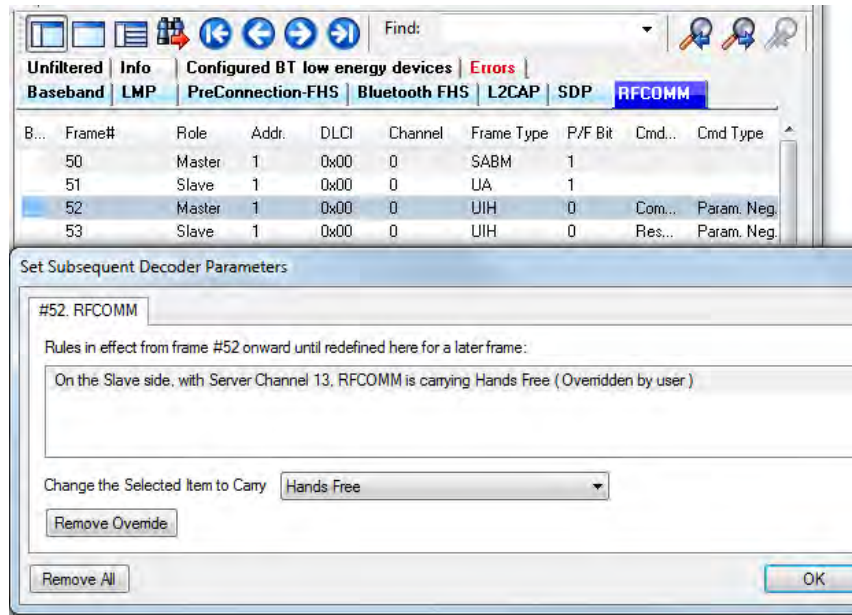 Find:
Unfiltered Info Configured BT low energy devices Errors
Baseband LMP PreConnection-FHS Bluetooth FHS L2CAP SDP RFCOMM
B... Frame# Role Addr. DLCI Channel Frame Type P/F Bit Cmd... Cmd Type
50 Master 1 0x00 0 SABM 1
51 Slave 1 0x00 0 UA 1
52 Master 1 0x00 0 UIH 0 Com... Param. Neg.
53 Slave 1 0x00 0 UIH 0 Res... Param. Neg.
Set Subsequent Decoder Parameters
#52. RFCOMM
Rules in effect from frame #52 onward until redefined here for a later frame:
On the Slave side, with Server Channel 13, RFCOMM is carrying Hands Free ( Overridden by user )
Change the Selected Item to Carry Hands Free
Remove Override
Remove All OK